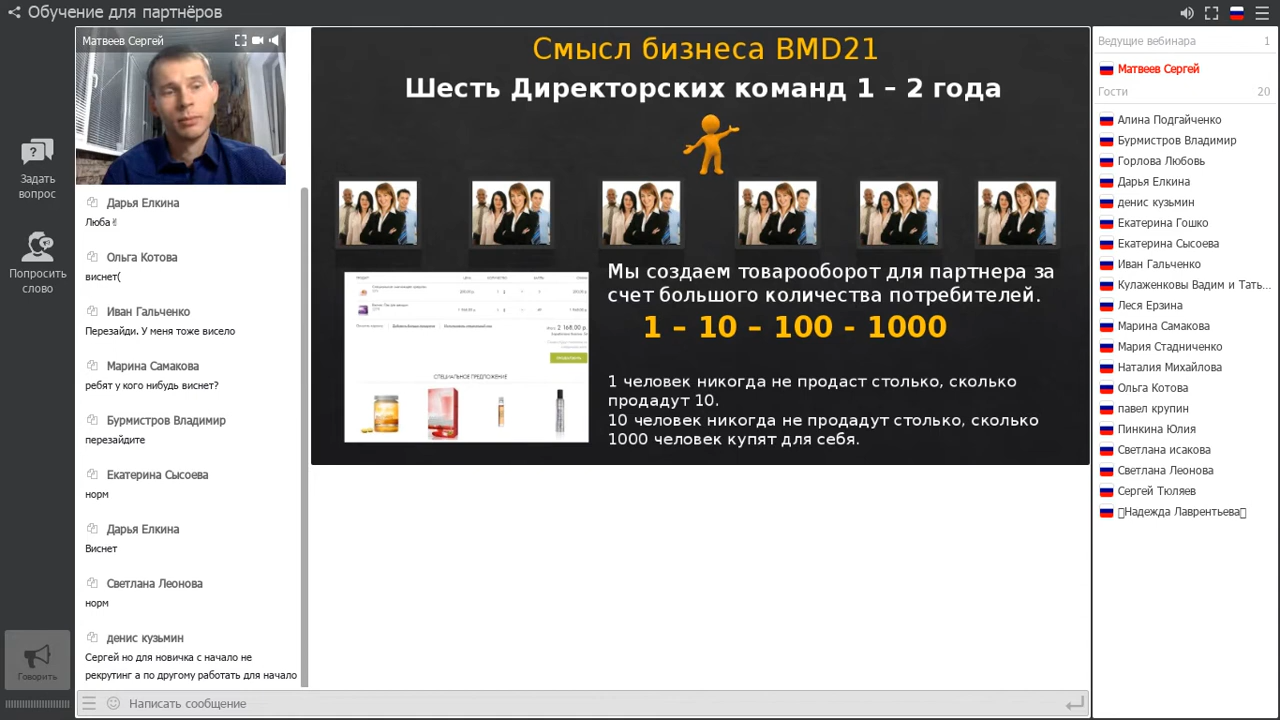 Обучение для партнёров
Матвеев Сергей
Задать
вопрос
Попросить
слово
Говорить
Дарья Елкина
Люба✌
Ольга Котова
виснет(
Иван Гальченко
Перезайди. У меня тоже висело
Марина Самакова
ребят у кого нибудь виснет?
Бурмистров Владимир
перезайдите
Екатерина Сысоева
норм
Дарья Елкина
Виснет
Светлана Леонова
норм
денис кузьмин
Сергей но для новичка с начало не
рекрутинг а по другому работать для начало
Написать сообщение
Смысл бизнеса BMD21
Шесть Директорских команд 1 – 2 года
Мы создаем товарооборот для партнера за
счет большого количества потребителей.
1 – 10 – 100 - 1000
1 человек никогда не продаст столько, сколько
продадут 10.
10 человек никогда не продадут столько, сколько
1000 человек купят для себя.
2 168,00 р.
СПЕЦИАЛЬНОЕ ПРЕДЛОЖЕНИЕ
Ведущие вебинара 1
Матвеев Сергей
Гости 20
Алина Подгайченко
Бурмистров Владимир
Горлова Любовь
Дарья Елкина
денис кузьмин
Екатерина Гошко
Екатерина Сысоева
Иван Гальченко
Кулаженковы Вадим и Тать...
Леся Ерзина
Марина Самакова
Мария Стадниченко
Наталия Михайлова
Ольга Котова
павел крупин
Пинкина Юлия
Светлана исакова
Светлана Леонова
Сергей Тюляев
Надежда Лаврентьева